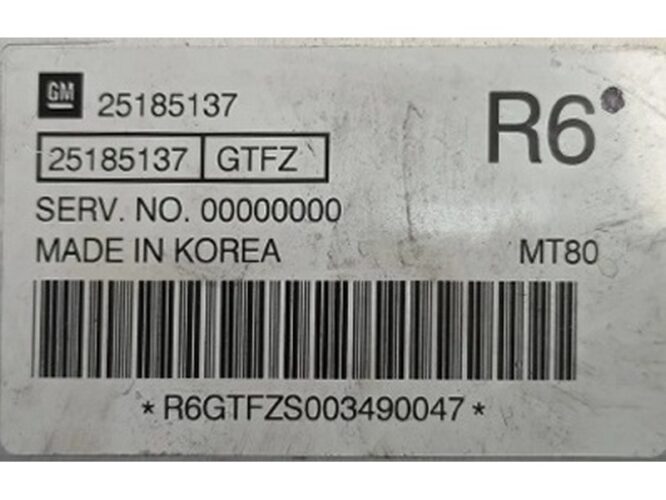 GM 25185137
R6
25185137 GTFZ
SERV. NO. 00000000
MADE IN KOREA
MT80
*R6GTFZS003490047*